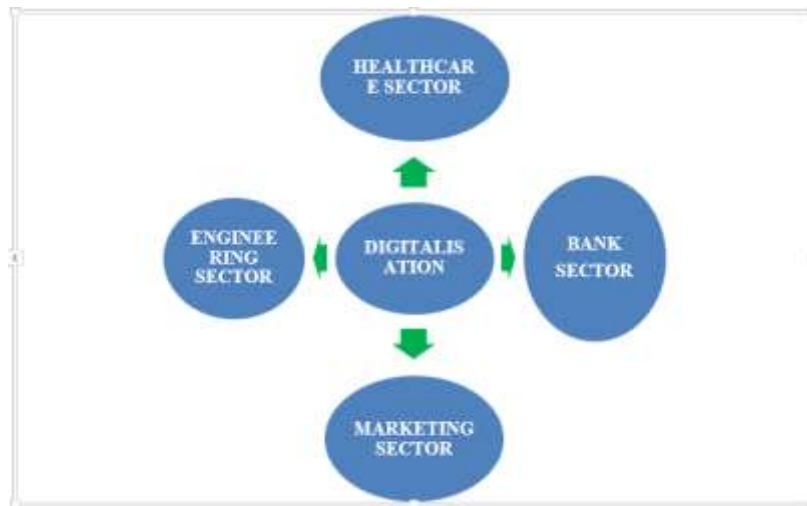 HEALTHCAR
E SECTOR
ENGINEE
RING
SECTOR
DIGITALIS
ATION
BANK
SECTOR
MARKETING
SECTOR